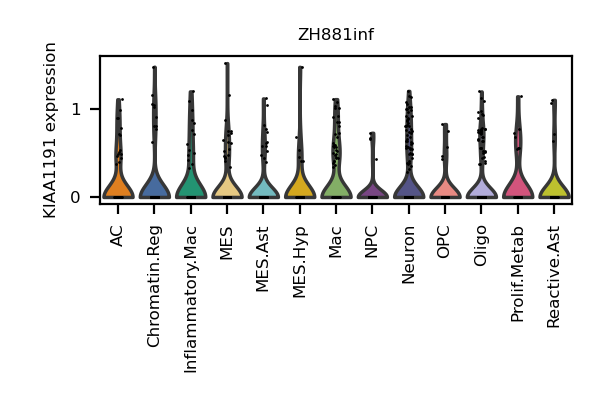 ZH881inf
KIAA1191 expression
1
0
AC
Chromatin.Reg
Inflammatory.Mac
MES
MES.Ast
MES.Hyp
Mac
NPC
Neuron
OPC
Oligo
Prolif.Metab
Reactive.Ast